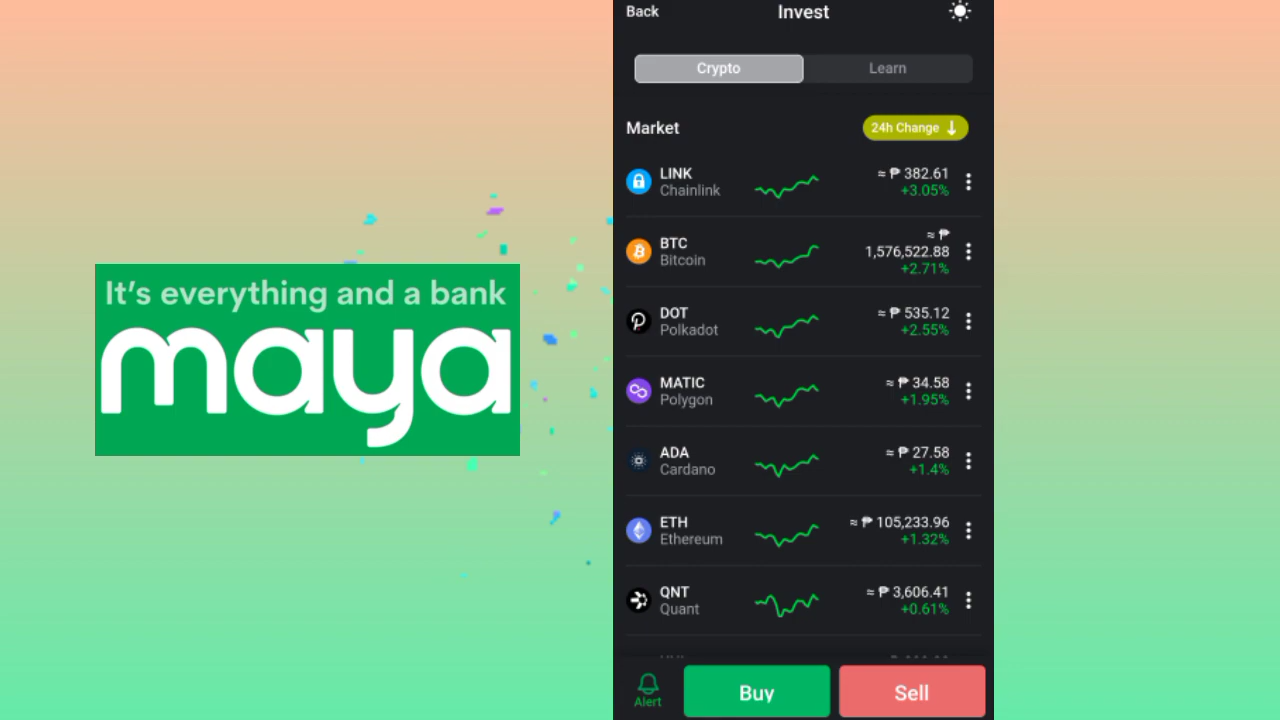 It's everything and a bank
maya
Back
Invest
Crypto
Learn
Market
24h Change ↓
LINK
Chainlink
≈ ₱ 382.61
+3.05%
BTC
Bitcoin
≈ ₱
1,576,522.88
+2.71%
DOT
Polkadot
≈ ₱ 535.12
+2.55%
MATIC
Polygon
≈ ₱ 34.58
+1.95%
ADA
Cardano
≈ ₱ 27.58
+1.4%
ETH
Ethereum
≈ ₱ 105,233.96
+1.32%
QNT
Quant
≈ ₱ 3,606.41
+0.61%
Alert
Buy
Sell